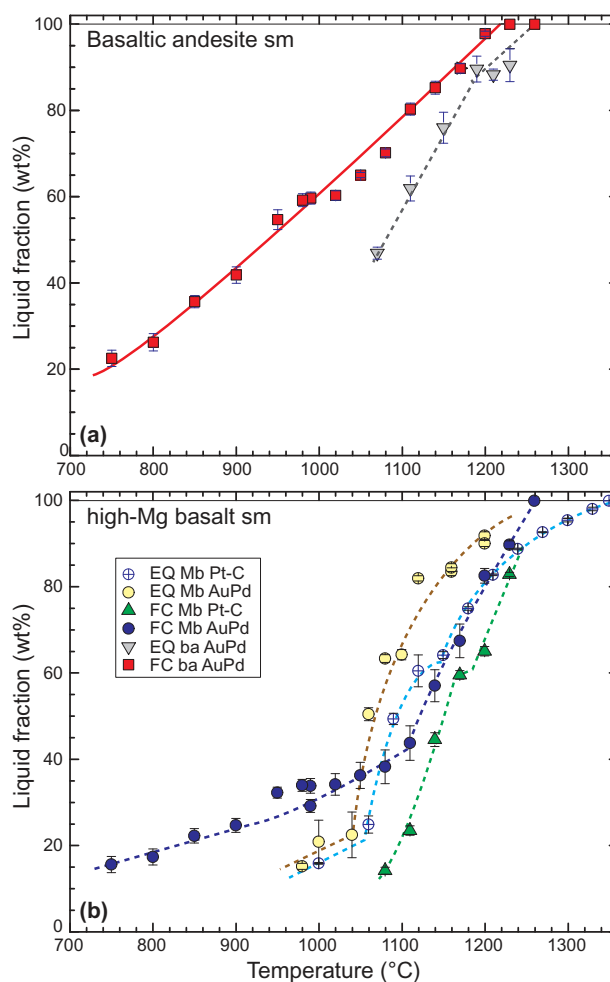 100
Basaltic andesite sm
80
60
40
20
0
Liquid fraction (wt%)
(a)
700 800 900 1000 1100 1200 1300
100
high-Mg basalt sm
EQ Mb Pt-C
EQ Mb AuPd
FC Mb Pt-C
FC Mb AuPd
EQ ba AuPd
FC ba AuPd
80
60
40
20
0
Liquid fraction (wt%)
(b)
700 800 900 1000 1100 1200 1300
Temperature (°C)